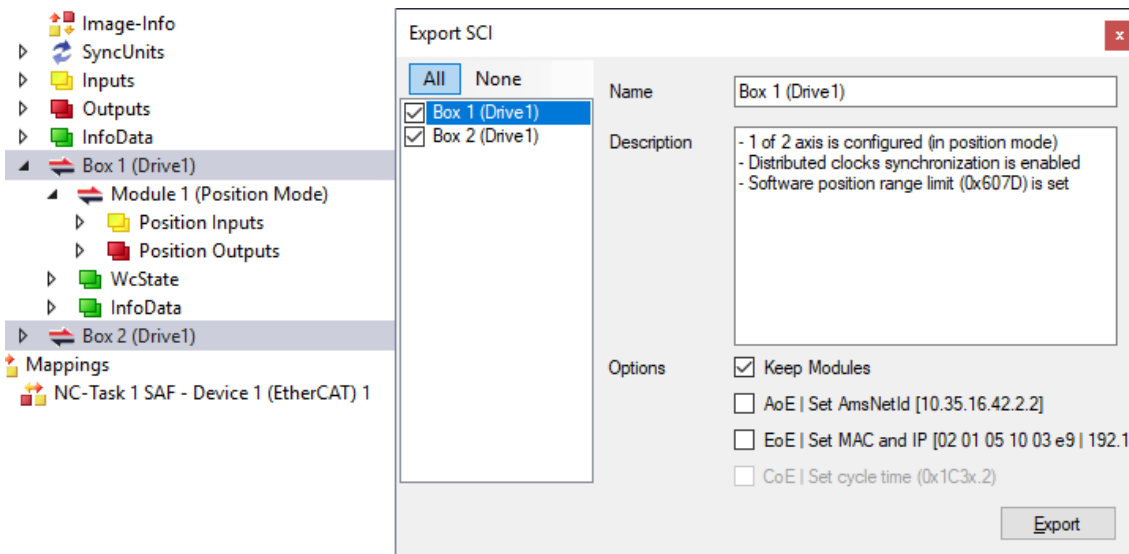 Image-Info
SyncUnits
Inputs
Outputs
InfoData
Box 1 (Drive1)
Module 1 (Position Mode)
Position Inputs
Position Outputs
WcState
InfoData
Box 2 (Drive1)
Mappings
NC-Task 1 SAF - Device 1 (EtherCAT) 1
Export SCI
x
All None
Box 1 (Drive1)
Box 2 (Drive1)
Name
Box 1 (Drive1)
Description
- 1 of 2 axis is configured (in position mode)
- Distributed clocks synchronization is enabled
- Software position range limit (0x607D) is set
Options
Keep Modules
AoE | Set AmsNetId [10.35.16.42.2.2]
EoE | Set MAC and IP [02 01 05 10 03 e9 | 192.1
CoE | Set cycle time (0x1C3x.2)
Export